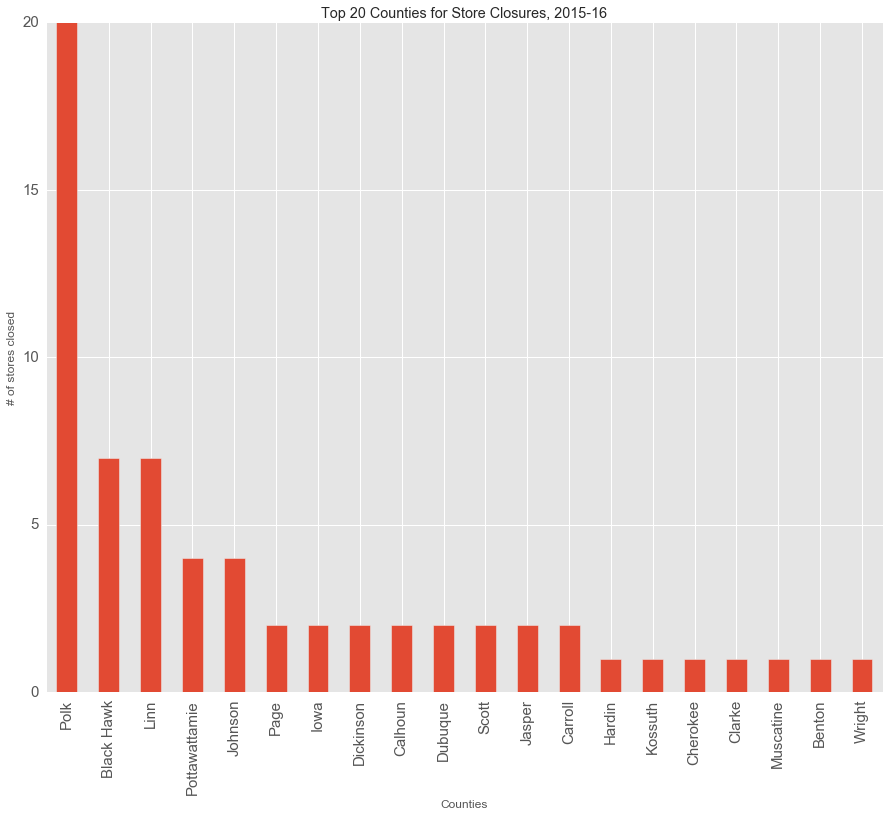 Top 20 Counties for Store Closures, 2015-16
20
15
10
5
0
# of stores closed
Polk
Black Hawk
Linn
Pottawattamie
Johnson
Page
Iowa
Dickinson
Calhoun
Dubuque
Scott
Jasper
Carroll
Hardin
Kossuth
Cherokee
Clarke
Muscatine
Benton
Wright
Counties